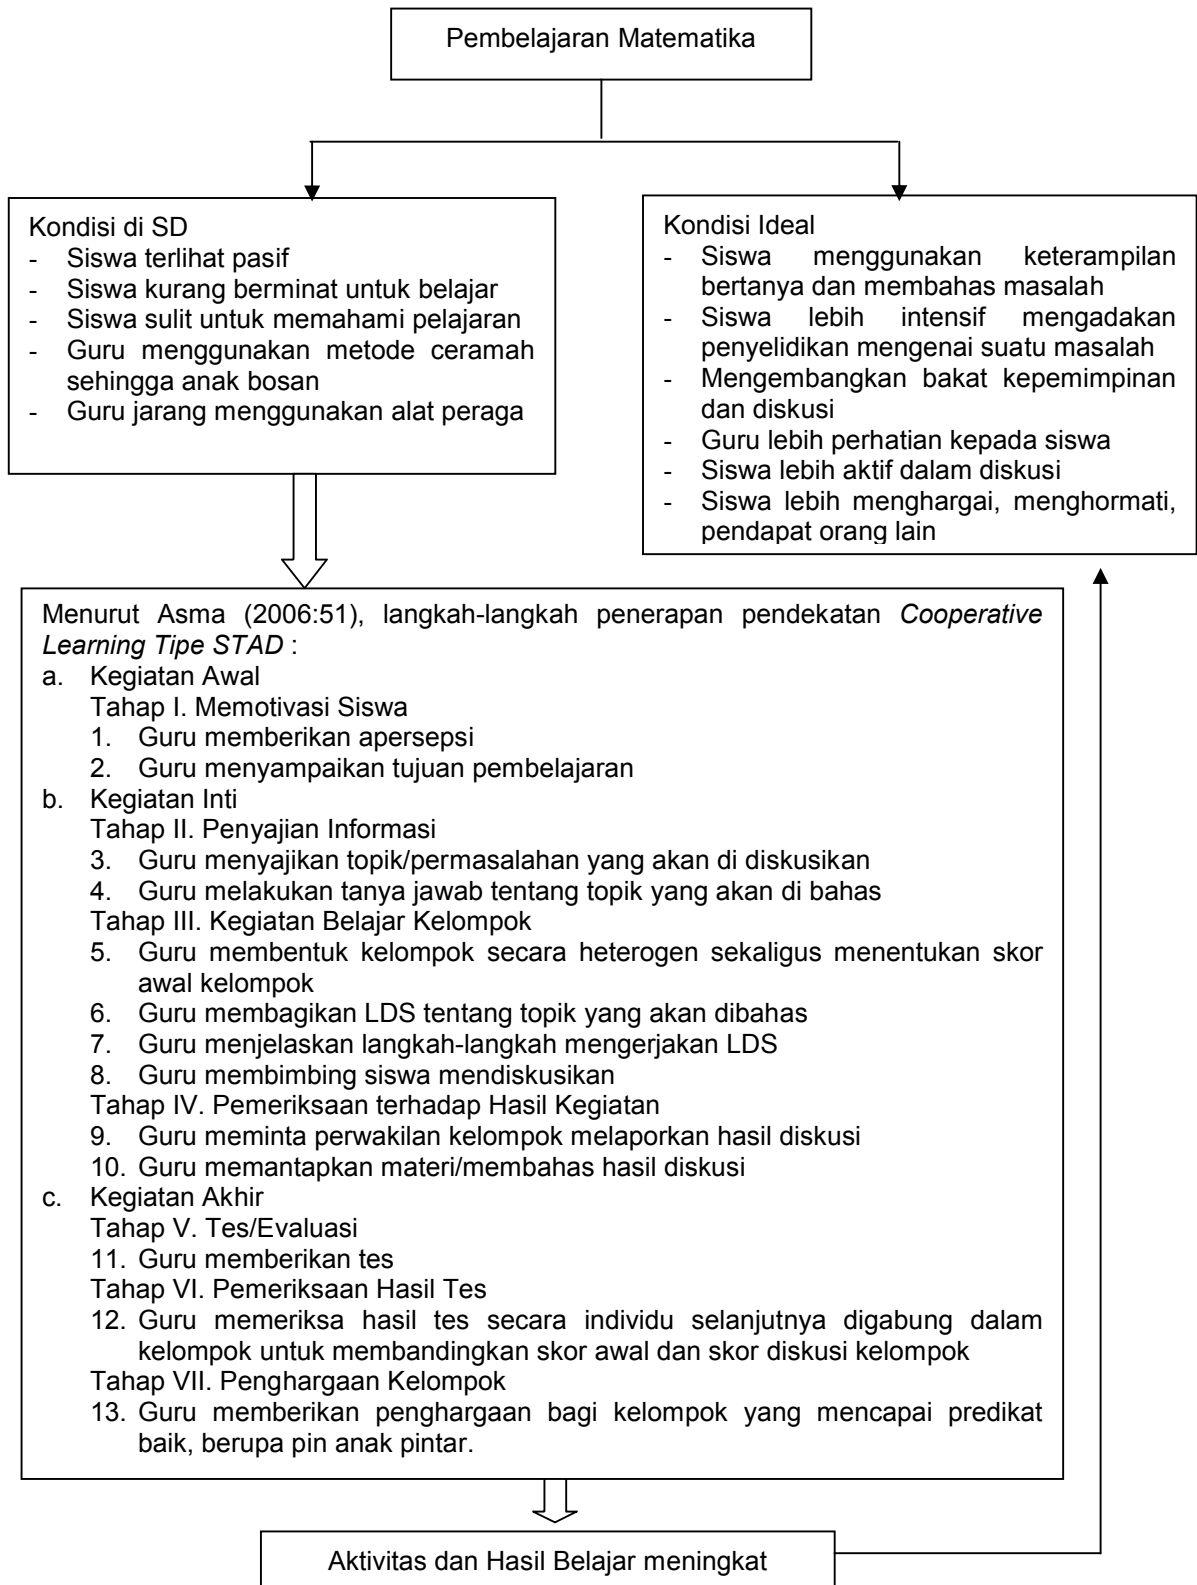 Pembelajaran Matematika
Kondisi di SD
- Siswa terlihat pasif
- Siswa kurang berminat untuk belajar
- Siswa sulit untuk memahami pelajaran
- Guru menggunakan metode ceramah
sehingga anak bosan
- Guru jarang menggunakan alat peraga
Kondisi Ideal
- Siswa menggunakan keterampilan
bertanya dan membahas masalah
- Siswa lebih intensif mengadakan
penyelidikan mengenai suatu masalah
- Mengembangkan bakat kepemimpinan
dan diskusi
- Guru lebih perhatian kepada siswa
- Siswa lebih aktif dalam diskusi
- Siswa lebih menghargai, menghormati,
pendapat orang lain
Menurut Asma (2006:51), langkah-langkah penerapan pendekatan Cooperative
Learning Tipe STAD :
a. Kegiatan Awal
Tahap I. Memotivasi Siswa
1. Guru memberikan apersepsi
2. Guru menyampaikan tujuan pembelajaran
b. Kegiatan Inti
Tahap II. Penyajian Informasi
3. Guru menyajikan topik/permasalahan yang akan di diskusikan
4. Guru melakukan tanya jawab tentang topik yang akan di bahas
Tahap III. Kegiatan Belajar Kelompok
5. Guru membentuk kelompok secara heterogen sekaligus menentukan skor
awal kelompok
6. Guru membagikan LDS tentang topik yang akan dibahas
7. Guru menjelaskan langkah-langkah mengerjakan LDS
8. Guru membimbing siswa mendiskusikan
Tahap IV. Pemeriksaan terhadap Hasil Kegiatan
9. Guru meminta perwakilan kelompok melaporkan hasil diskusi
10. Guru memantapkan materi/membahas hasil diskusi
c. Kegiatan Akhir
Tahap V. Tes/Evaluasi
11. Guru memberikan tes
Tahap VI. Pemeriksaan Hasil Tes
12. Guru memeriksa hasil tes secara individu selanjutnya digabung dalam
kelompok untuk membandingkan skor awal dan skor diskusi kelompok
Tahap VII. Penghargaan Kelompok
13. Guru memberikan penghargaan bagi kelompok yang mencapai predikat
baik, berupa pin anak pintar.
Aktivitas dan Hasil Belajar meningkat